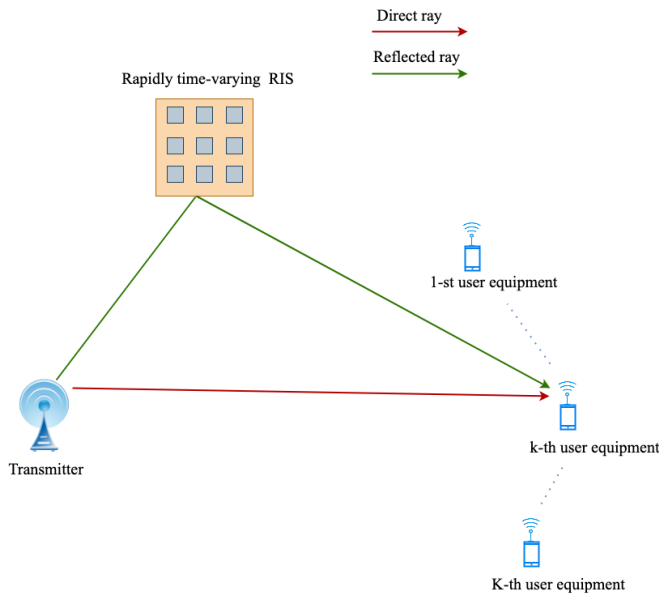 Direct ray
Reflected ray
Rapidly time-varying RIS
1-st user equipment
k-th user equipment
Transmitter
K-th user equipment